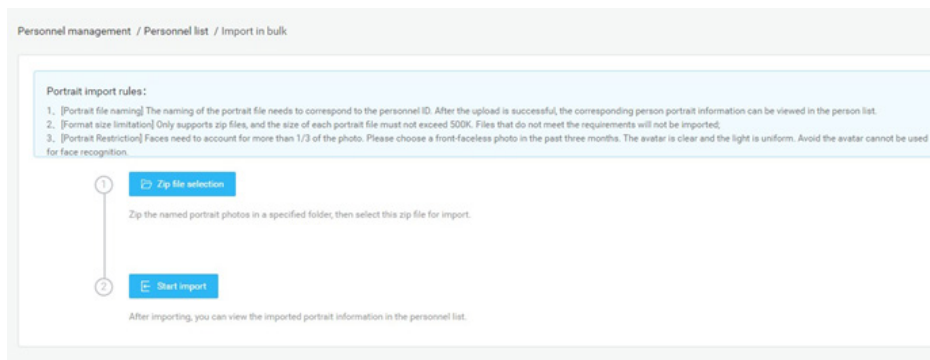 Personnel management / Personnel list / Import in bulk
Portrait import rules:
1、[Portrait file naming] The naming of the portrait file needs to correspond to the personnel ID. After the upload is successful, the corresponding person portrait information can be viewed in the person list.
2、[Format size limitation] Only supports zip files, and the size of each portrait file must not exceed 500K. Files that do not meet the requirements will not be imported;
3、[Portrait Restriction] Faces need to account for more than 1/3 of the photo. Please choose a front-faceless photo in the past three months. The avatar is clear and the light is uniform. Avoid the avatar cannot be used
for face recognition.
1 Zip file selection
Zip the named portrait photos in a specified folder, then select this zip file for import.
2 Start import
After importing, you can view the imported portrait information in the personnel list.